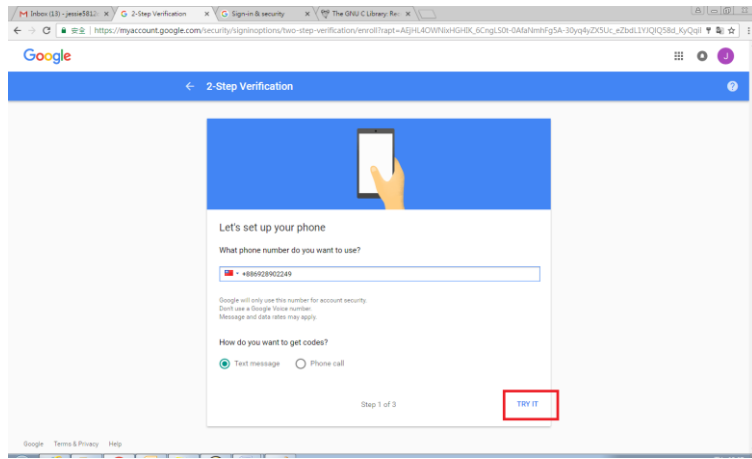 Inbox (13) - jessie5812
2-Step Verification
Sign-in & security
The GNU C Library: Rec
安全 | https://myaccount.google.com/security/signinoptions/two-step-verification/enroll?rapt=
Google
J
2-Step Verification
Let's set up your phone
What phone number do you want to use?
+886928902249
Google will only use this number for account security.
Don't use a Google Voice number.
Message and data rates may apply.
How do you want to get codes?
Text message
Phone call
Step 1 of 3
TRY IT
Google Terms & Privacy Help